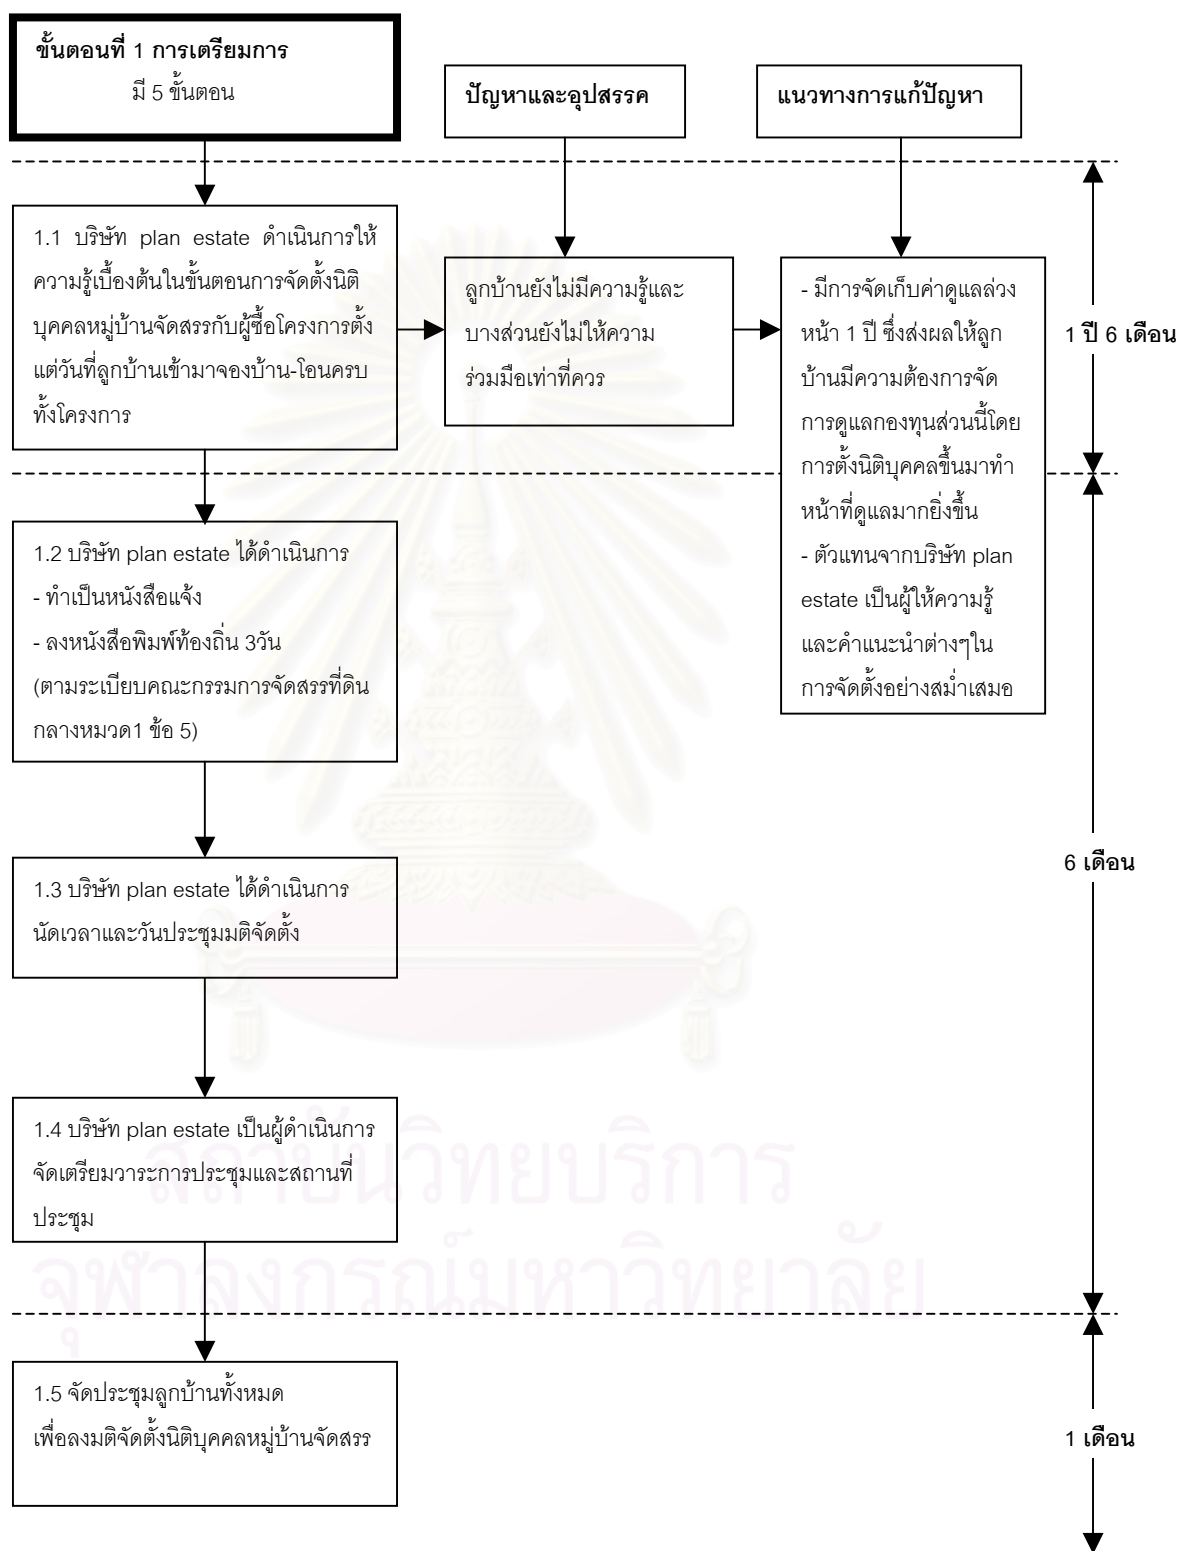 ขั้นตอนที่ 1 การเตรียมการ
มี 5 ขั้นตอน
ปัญหาและอุปสรรค
แนวทางการแก้ปัญหา
1.1 บริษัท plan estate ดำเนินการให้
ความรู้เบื้องต้นในขั้นตอนการจัดตั้งนิติ
บุคคลหมู่บ้านจัดสรรกับผู้ซื้อโครงการตั้ง
แต่วันที่ลูกบ้านเข้ามาจองบ้าน-โอนครบ
ทั้งโครงการ
ลูกบ้านยังไม่มีความรู้และ
บางส่วนยังไม่ให้ความ
ร่วมมือเท่าที่ควร
- มีการจัดเก็บค่าดูแลล่วง
หน้า 1 ปี ซึ่งส่งผลให้ลูก
บ้านมีความต้องการจัด
การดูแลกองทุนส่วนนี้โดย
การตั้งนิติบุคคลขึ้นมาทำ
หน้าที่ดูแลมากยิ่งขึ้น
- ตัวแทนจากบริษัท plan
estate เป็นผู้ให้ความรู้
และคำแนะนำต่างๆใน
การจัดตั้งอย่างสม่ำเสมอ
1 ปี 6 เดือน
1.2 บริษัท plan estate ได้ดำเนินการ
- ทำเป็นหนังสือแจ้ง
- ลงหนังสือพิมพ์ท้องถิ่น 3วัน
(ตามระเบียบคณะกรรมการจัดสรรที่ดิน
กลางหมวด1 ข้อ 5)
1.3 บริษัท plan estate ได้ดำเนินการ
นัดเวลาและวันประชุมมติจัดตั้ง
6 เดือน
1.4 บริษัท plan estate เป็นผู้ดำเนินการ
จัดเตรียมวาระการประชุมและสถานที่
ประชุม
สถาบันวิทยบริการ
จุฬาลงกรณ์มหาวิทยาลัย
1.5 จัดประชุมลูกบ้านทั้งหมด
เพื่อลงมติจัดตั้งนิติบุคคลหมู่บ้านจัดสรร
1 เดือน